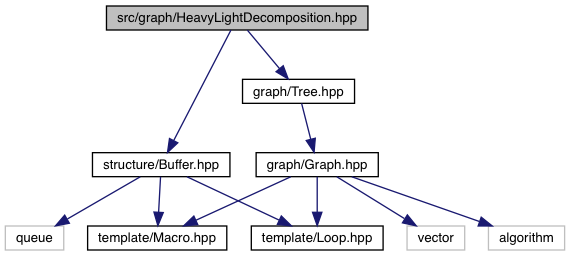 src/graph/HeavyLightDecomposition.hpp
graph/Tree.hpp
structure/Buffer.hpp
graph/Graph.hpp
queue
template/Macro.hpp
template/Loop.hpp
vector
algorithm